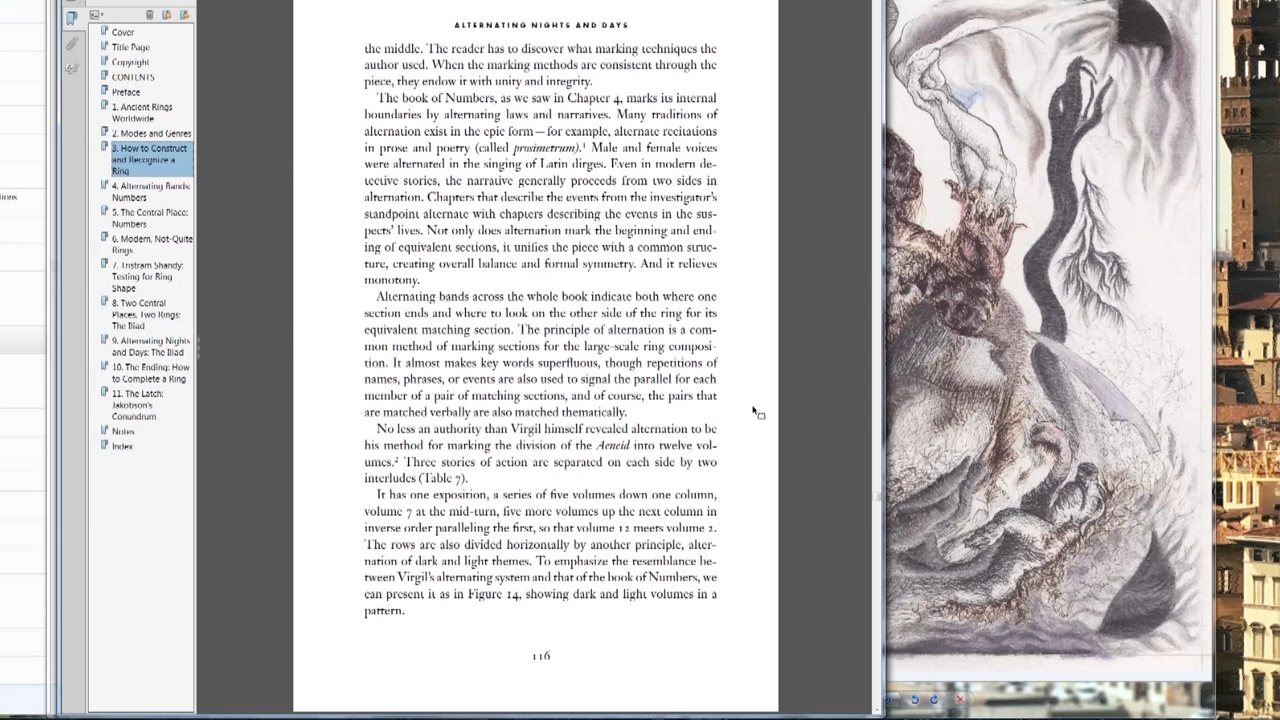 Cover
Title Page
Copyright
CONTENTS
Preface
1. Ancient Rings
Worldwide
2. Modes and Genres
3. How to Construct
and Recognize a
Ring
4. Alternating Bands:
Numbers
5. The Central Place:
Numbers
6. Modern, Not-Quite
Rings
7. Tristram Shandy:
Testing for Ring
Shape
8. Two Central
Places, Two Rings:
The Iliad
9. Alternating Nights
and Days: The Iliad
10. The Ending: How
to Complete a Ring
11. The Latch:
Jakobson's
Conundrum
Notes
Index
ALTERNATING NIGHTS AND DAYS
the middle. The reader has to discover what marking techniques the
author used. When the marking methods are consistent through the
piece, they endow it with unity and integrity.
The book of Numbers, as we saw in Chapter 4, marks its internal
boundaries by alternating laws and narratives. Many traditions of
alternation exist in the epic form—for example, alternate recitations
in prose and poetry (called prosimetrum).1 Male and female voices
were alternated in the singing of Latin dirges. Even in modern de-
tective stories, the narrative generally proceeds from two sides in
alternation. Chapters that describe the events from the investigator's
standpoint alternate with chapters describing the events in the sus-
pects' lives. Not only does alternation mark the beginning and end-
ing of equivalent sections, it unifies the piece with a common struc-
ture, creating overall balance and formal symmetry. And it relieves
monotony.
Alternating bands across the whole book indicate both where one
section ends and where to look on the other side of the ring for its
equivalent matching section. The principle of alternation is a com-
mon method of marking sections for the large-scale ring composi-
tion. It almost makes key words superfluous, though repetitions of
names, phrases, or events are also used to signal the parallel for each
member of a pair of matching sections, and of course, the pairs that
are matched verbally are also matched thematically.
No less an authority than Virgil himself revealed alternation to be
his method for marking the division of the Aeneid into twelve vol-
umes.2 Three stories of action are separated on each side by two
interludes (Table 7).
It has one exposition, a series of five volumes down one column,
volume 7 at the mid-turn, five more volumes up the next column in
inverse order paralleling the first, so that volume 12 meets volume 2.
The rows are also divided horizontally by another principle, alter-
nation of dark and light themes. To emphasize the resemblance be-
tween Virgil's alternating system and that of the book of Numbers, we
can present it as in Figure 14, showing dark and light volumes in a
pattern.
116